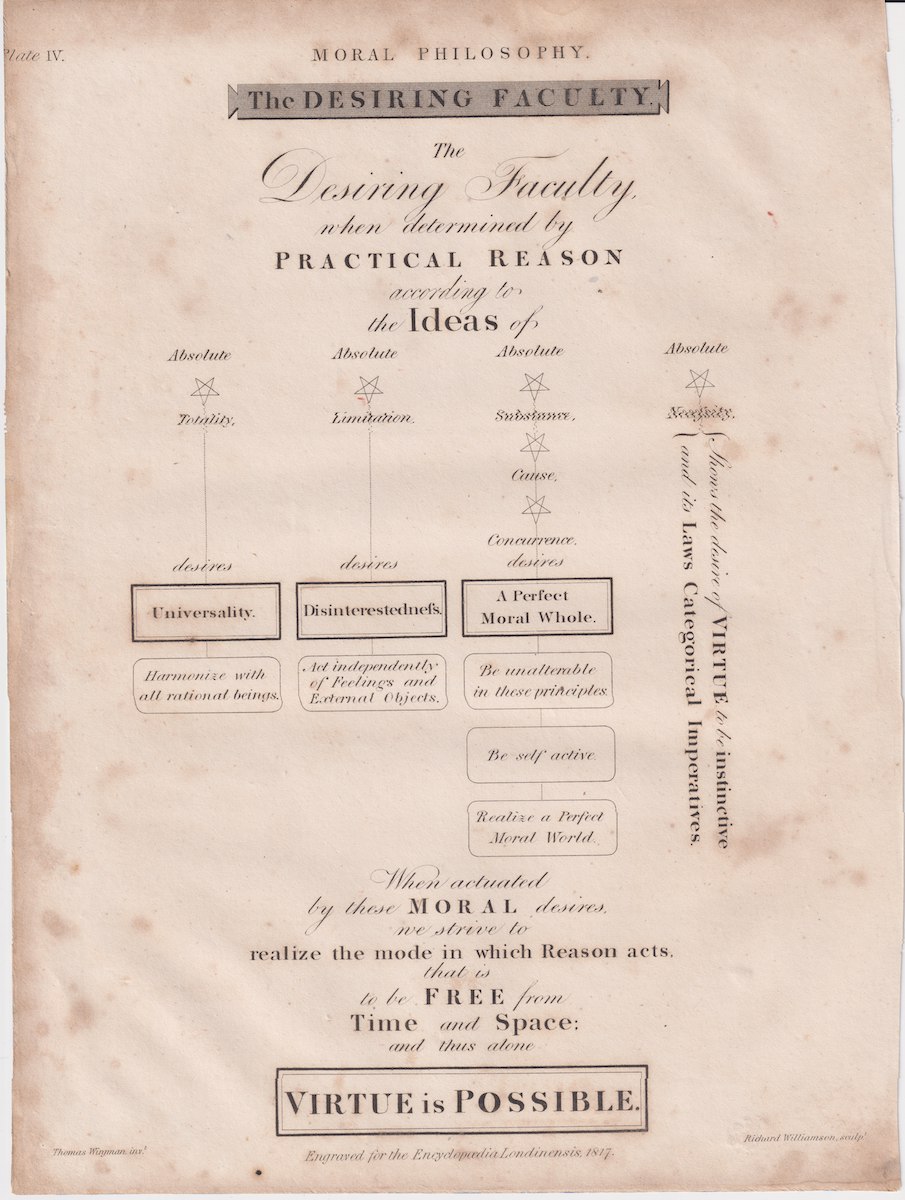 Plate IV.
MORAL PHILOSOPHY.
The DESIRING FACULTY.
The
Desiring Faculty,
when determined by
PRACTICAL REASON
according to
the Ideas of
Absolute Absolute Absolute Absolute
Totality, Limitation, Substance, Necessity,
Cause,
Concurrence,
desires desires desires
Universality. Disinterestedneſs. A Perfect
Moral Whole.
Harmonize with
all rational beings.
Act independently
of Feelings and
External Objects.
Be unalterable
in these principles.
Be self active.
Realize a Perfect
Moral World.
Shows the desire of VIRTUE to be instinctive
and its Laws Categorical Imperatives.
When actuated
by these MORAL desires,
we strive to
realize the mode in which Reason acts,
that is
to be FREE from
Time and Space;
and thus alone
VIRTUE is POSSIBLE.
Thomas Wirgman, inv.t
Richard Williamson, sculp.t
Engraved for the Encyclopædia Londinensis, 1817.